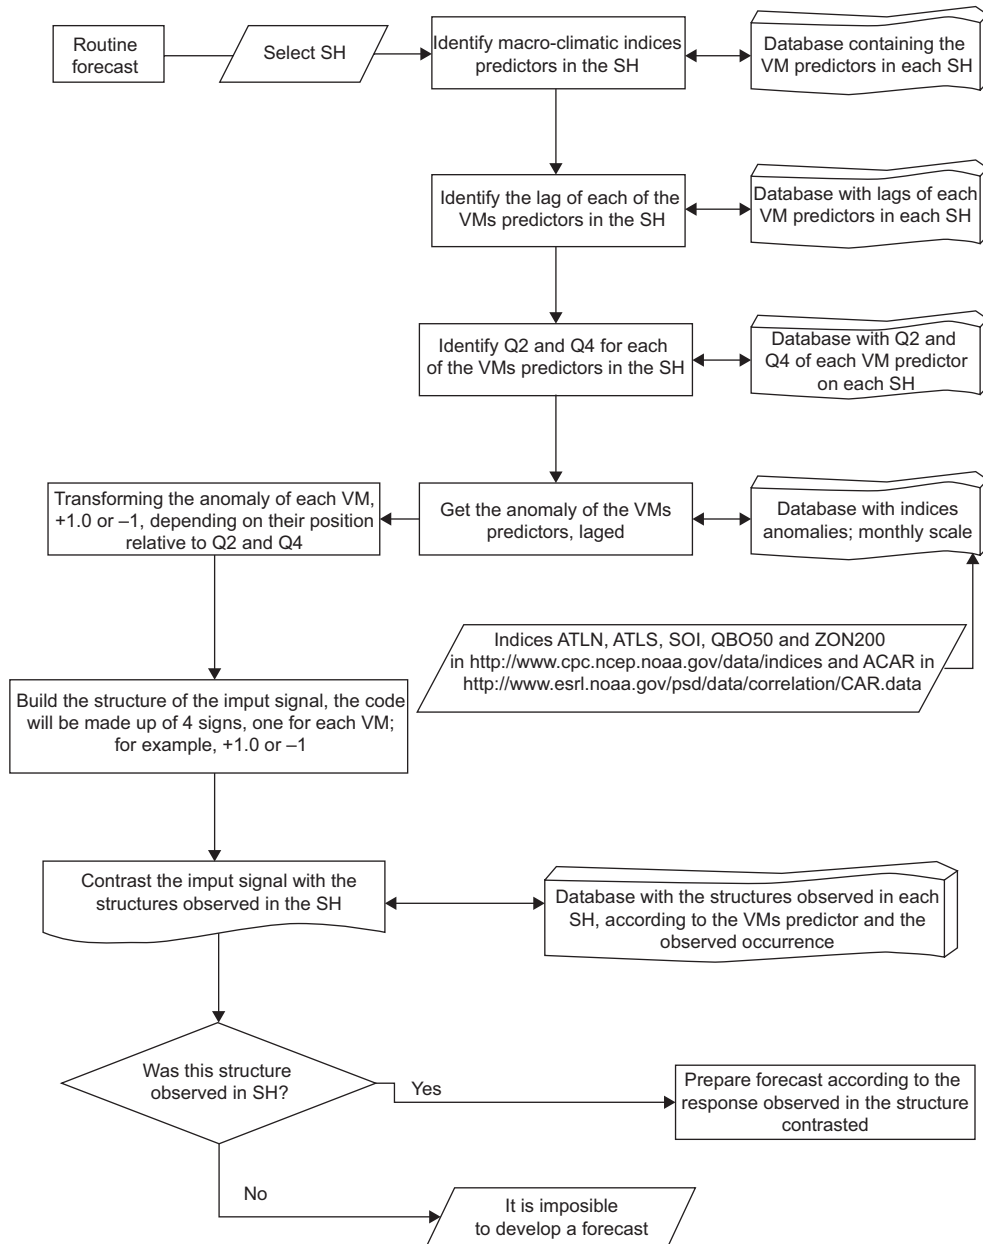 Routine
forecast
Select SH
Identify macro-climatic indices
predictors in the SH
Database containing the
VM predictors in each SH
Identify the lag of each of the
VMs predictors in the SH
Database with lags of each
VM predictors in each SH
Identify Q2 and Q4 for each
of the VMs predictors in the SH
Database with Q2 and
Q4 of each VM predictor
on each SH
Transforming the anomaly of each VM,
+1.0 or –1, depending on their position
relative to Q2 and Q4
Get the anomaly of the VMs
predictors, laged
Database with indices
anomalies; monthly scale
Indices ATLN, ATLS, SOI, QBO50 and ZON200
in http://www.cpc.ncep.noaa.gov/data/indices and ACAR in
http://www.esrl.noaa.gov/psd/data/correlation/CAR.data
Build the structure of the imput signal, the code
will be made up of 4 signs, one for each VM;
for example, +1.0 or –1
Contrast the imput signal with the
structures observed in the SH
Database with the structures observed in each
SH, according to the VMs predictor and the
observed occurrence
Was this structure
observed in SH?
Yes
Prepare forecast according to the
response observed in the structure
contrasted
No
It is imposible
to develop a forecast